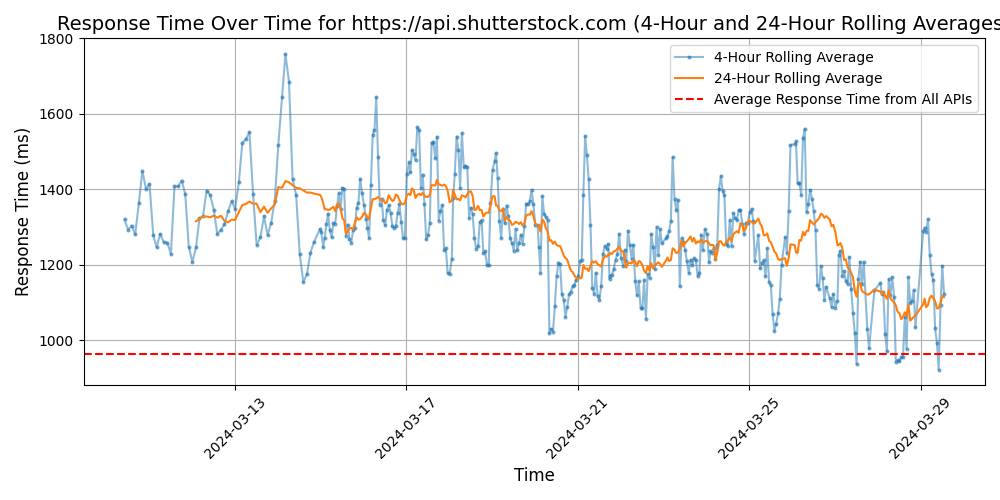 Response Time Over Time for https://api.shutterstock.com (4-Hour and 24-Hour Rolling Averages
4-Hour Rolling Average
24-Hour Rolling Average
Average Response Time from All APIs
Response Time (ms)
1800
1600
1400
1200
1000
2024-03-13
2024-03-17
2024-03-21
2024-03-25
2024-03-29
Time